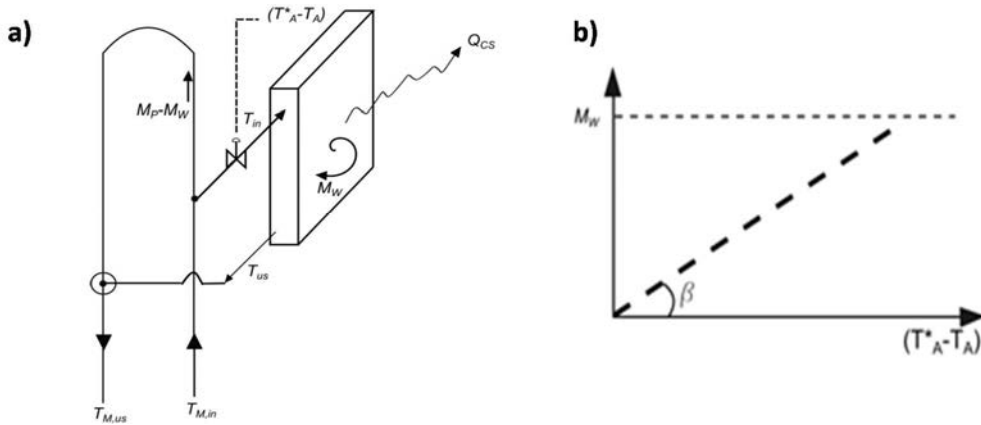 a)
(T*A-TA)
QCS
MP-MW
Tin
MW
Tus
TM,us
TM,in
b)
MW
β
(T*A-TA)